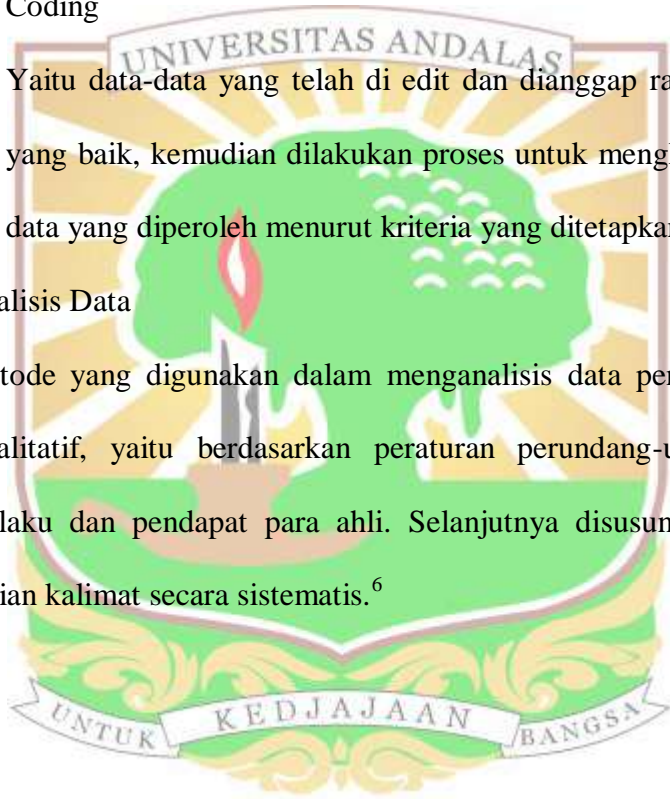 Coding
UNIVERSITAS ANDALAS
Yaitu data-data yang telah di edit dan dianggap ra
yang baik, kemudian dilakukan proses untuk meng
data yang diperoleh menurut kriteria yang ditetapkan
alisis Data
tode yang digunakan dalam menganalisis data pe
alitatif, yaitu berdasarkan peraturan perundang-u
laku dan pendapat para ahli. Selanjutnya disusun
ian kalimat secara sistematis.6
UNTUK KEDJAJAAN BANGSA